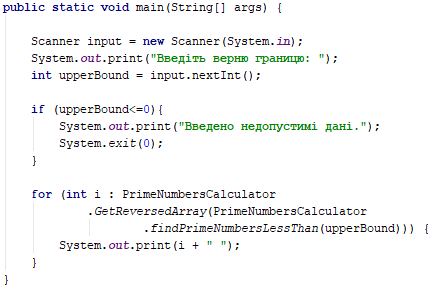 public static void main(String[] args) {
Scanner input = new Scanner(System.in);
System.out.print("Введіть верню границю: ");
int upperBound = input.nextInt();
if (upperBound<=0){
System.out.print("Введено недопустимі дані.");
System.exit(0);
}
for (int i : PrimeNumbersCalculator
.GetReversedArray(PrimeNumbersCalculator
.findPrimeNumbersLessThan(upperBound))) {
System.out.print(i + " ");
}
}